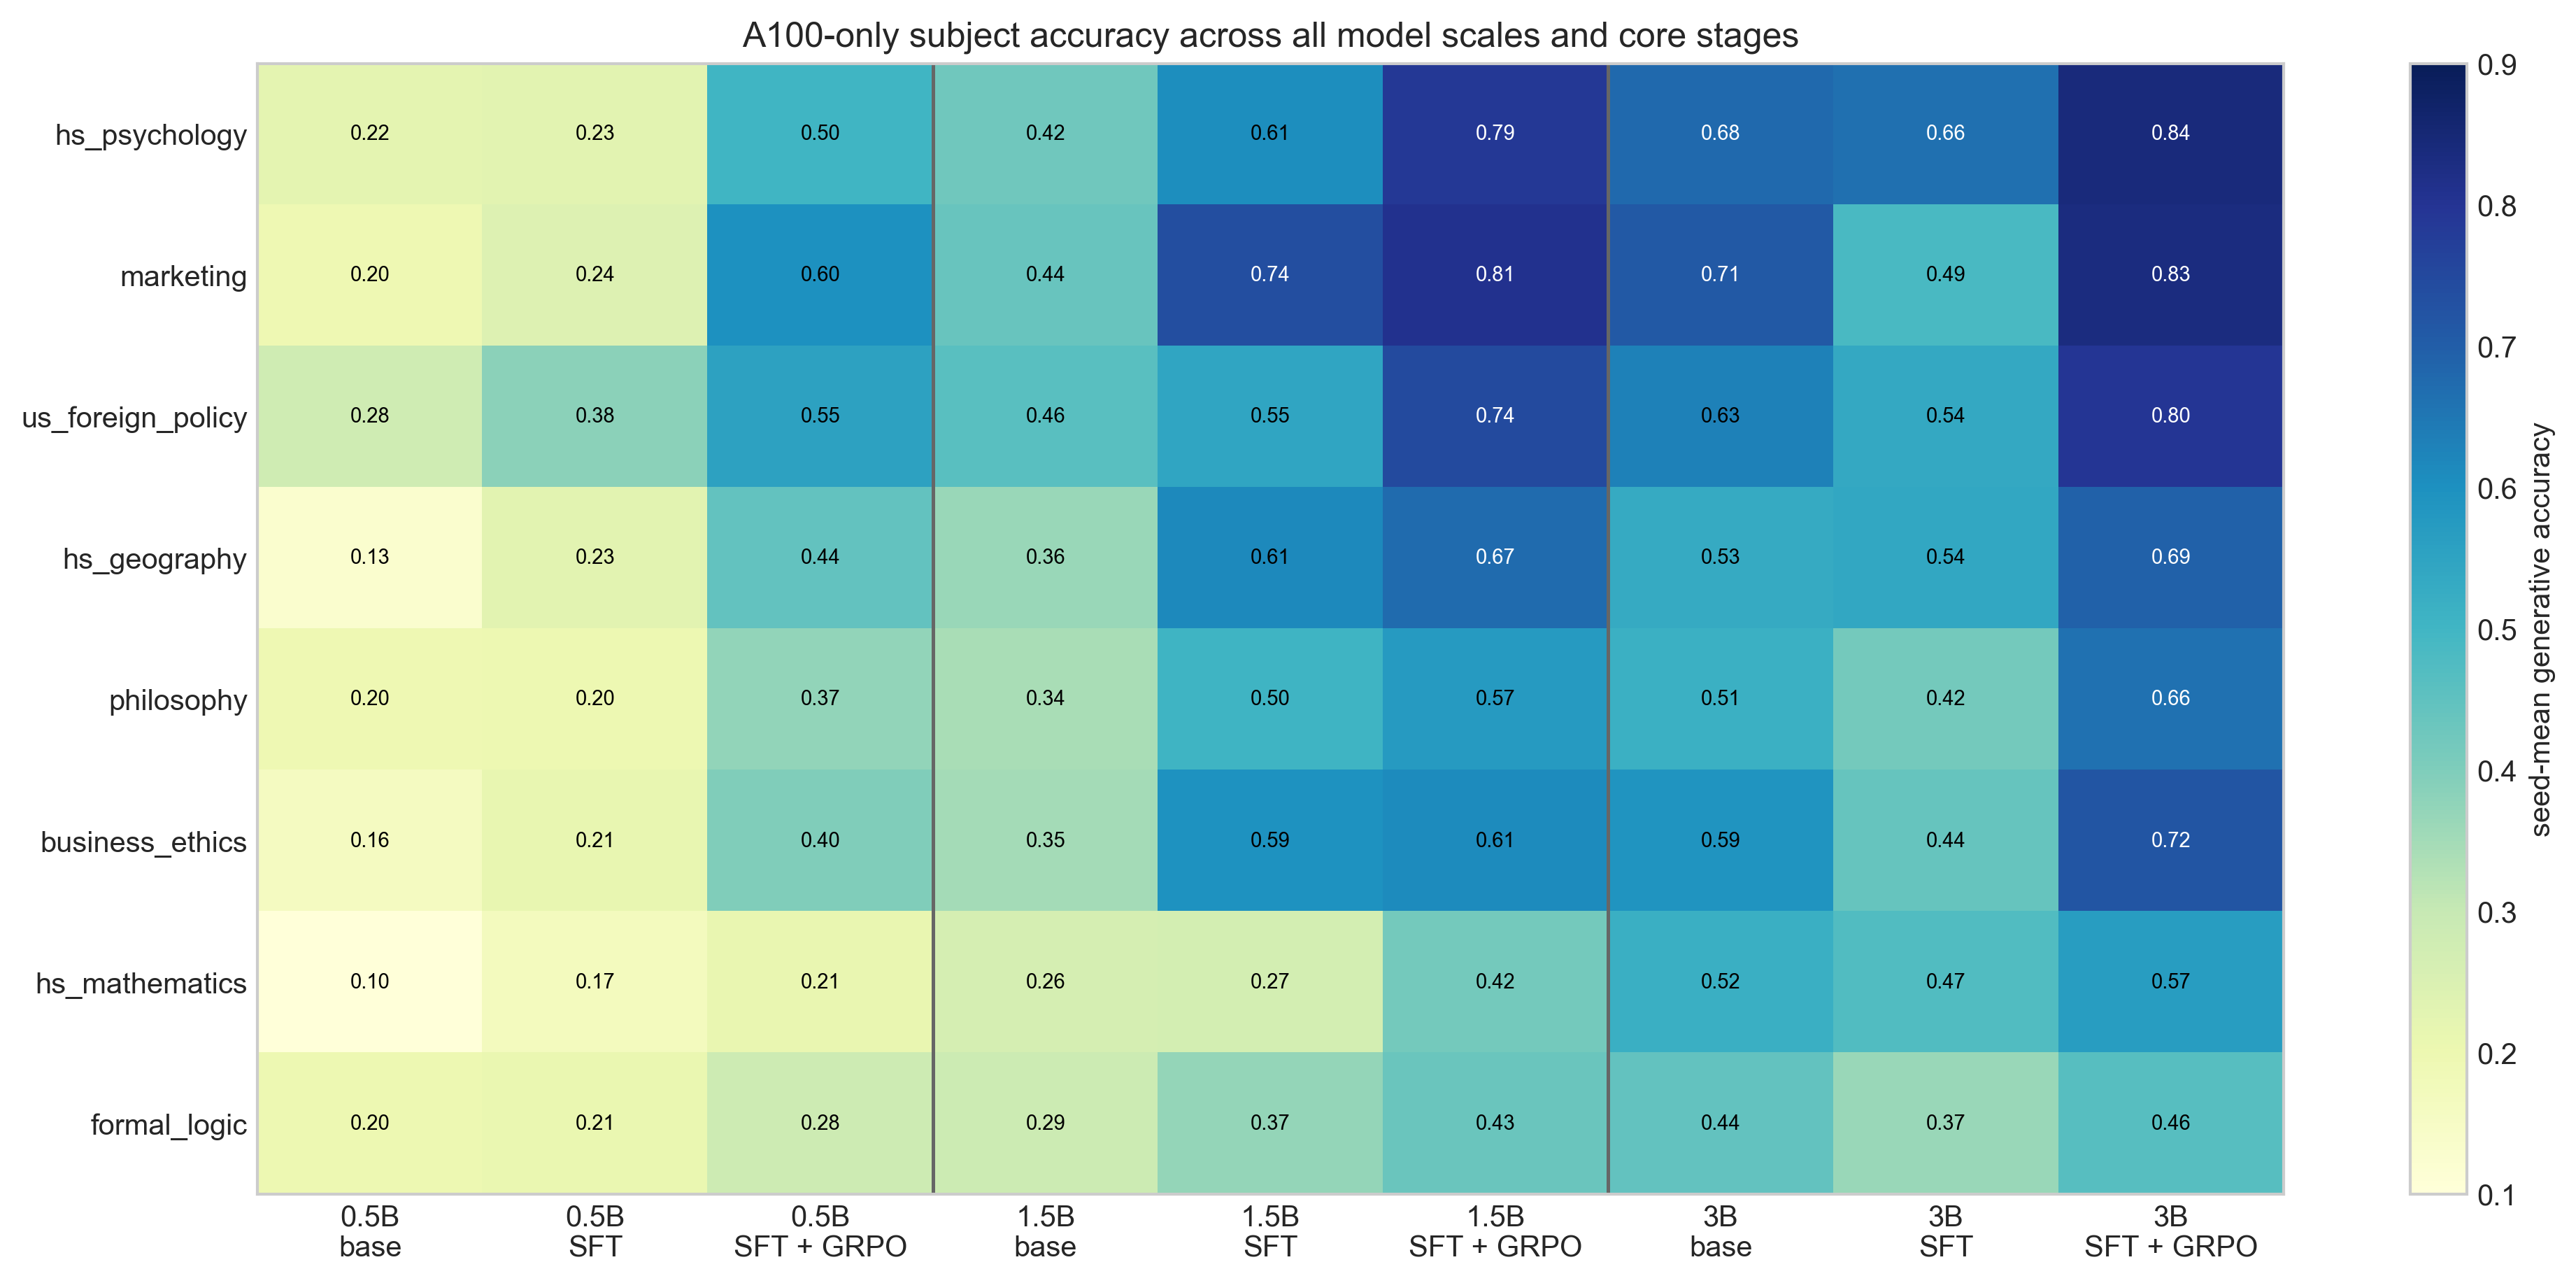 A100-only subject accuracy across all model scales and core stages
hs_psychology 0.22 0.23 0.50 0.42 0.61 0.79 0.68 0.66 0.84
marketing 0.20 0.24 0.60 0.44 0.74 0.81 0.71 0.49 0.83
us_foreign_policy 0.28 0.38 0.55 0.46 0.55 0.74 0.63 0.54 0.80
hs_geography 0.13 0.23 0.44 0.36 0.61 0.67 0.53 0.54 0.69
philosophy 0.20 0.20 0.37 0.34 0.50 0.57 0.51 0.42 0.66
business_ethics 0.16 0.21 0.40 0.35 0.59 0.61 0.59 0.44 0.72
hs_mathematics 0.10 0.17 0.21 0.26 0.27 0.42 0.52 0.47 0.57
formal_logic 0.20 0.21 0.28 0.29 0.37 0.43 0.44 0.37 0.46
0.5B 0.5B 0.5B 1.5B 1.5B 1.5B 3B 3B 3B
base SFT SFT + GRPO base SFT SFT + GRPO base SFT SFT + GRPO
0.9
0.8
0.7
0.6
0.5
0.4
0.3
0.2
0.1
seed-mean generative accuracy